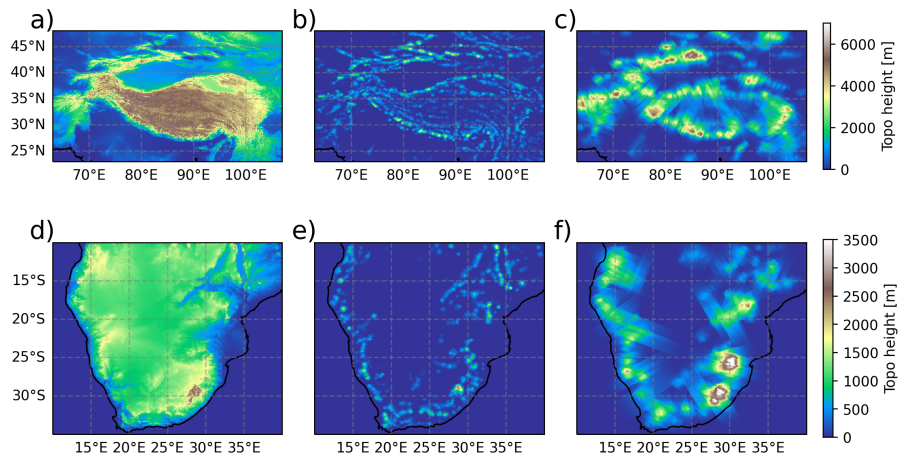 a) b) c)
45°N 6000
40°N
35°N 4000
30°N 2000
25°N 0
70°E 80°E 90°E 100°E 70°E 80°E 90°E 100°E 70°E 80°E 90°E 100°E
Topo height [m]
d) e) f)
3500
15°S 3000
2500
20°S 2000
25°S 1500
1000
30°S 500
0
15°E 20°E 25°E 30°E 35°E 15°E 20°E 25°E 30°E 35°E 15°E 20°E 25°E 30°E 35°E
Topo height [m]